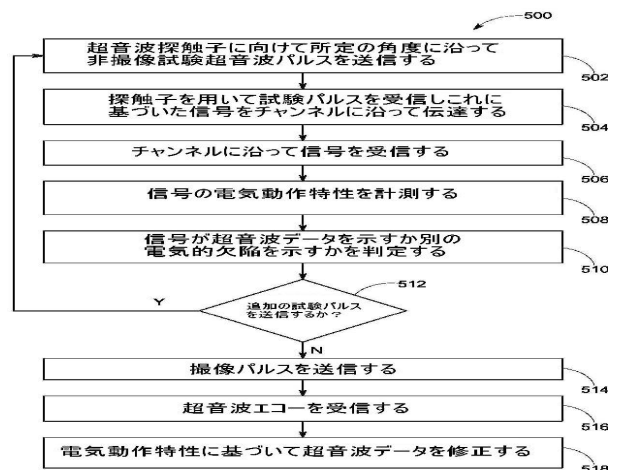 500
超音波探触子に向けて所定の角度に沿って
非撮像試験超音波パルスを送信する
502
探触子を用いて試験パルスを受信しこれに
基づいた信号をチャンネルに沿って伝達する
504
チャンネルに沿って信号を受信する
506
信号の電気動作特性を計測する
508
信号が超音波データを示すか別の
電気的欠陥を示すかを判定する
510
512
Y
追加の試験パルス
を送信するか?
N
撮像パルスを送信する
514
超音波エコーを受信する
516
電気動作特性に基づいて超音波データを修正する
518